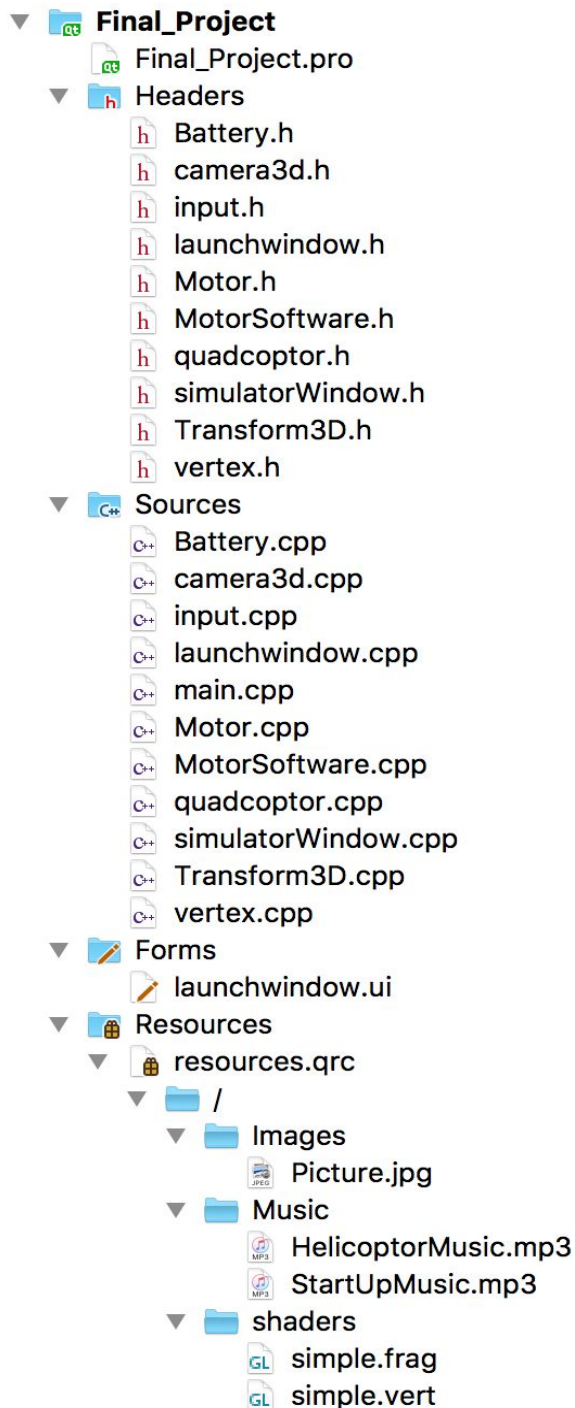 Final_Project
Final_Project.pro
Headers
Battery.h
camera3d.h
input.h
launchwindow.h
Motor.h
MotorSoftware.h
quadcoptor.h
simulatorWindow.h
Transform3D.h
vertex.h
Sources
Battery.cpp
camera3d.cpp
input.cpp
launchwindow.cpp
main.cpp
Motor.cpp
MotorSoftware.cpp
quadcoptor.cpp
simulatorWindow.cpp
Transform3D.cpp
vertex.cpp
Forms
launchwindow.ui
Resources
resources.qrc
/
Images
Picture.jpg
Music
HelicoptorMusic.mp3
StartUpMusic.mp3
shaders
simple.frag
simple.vert